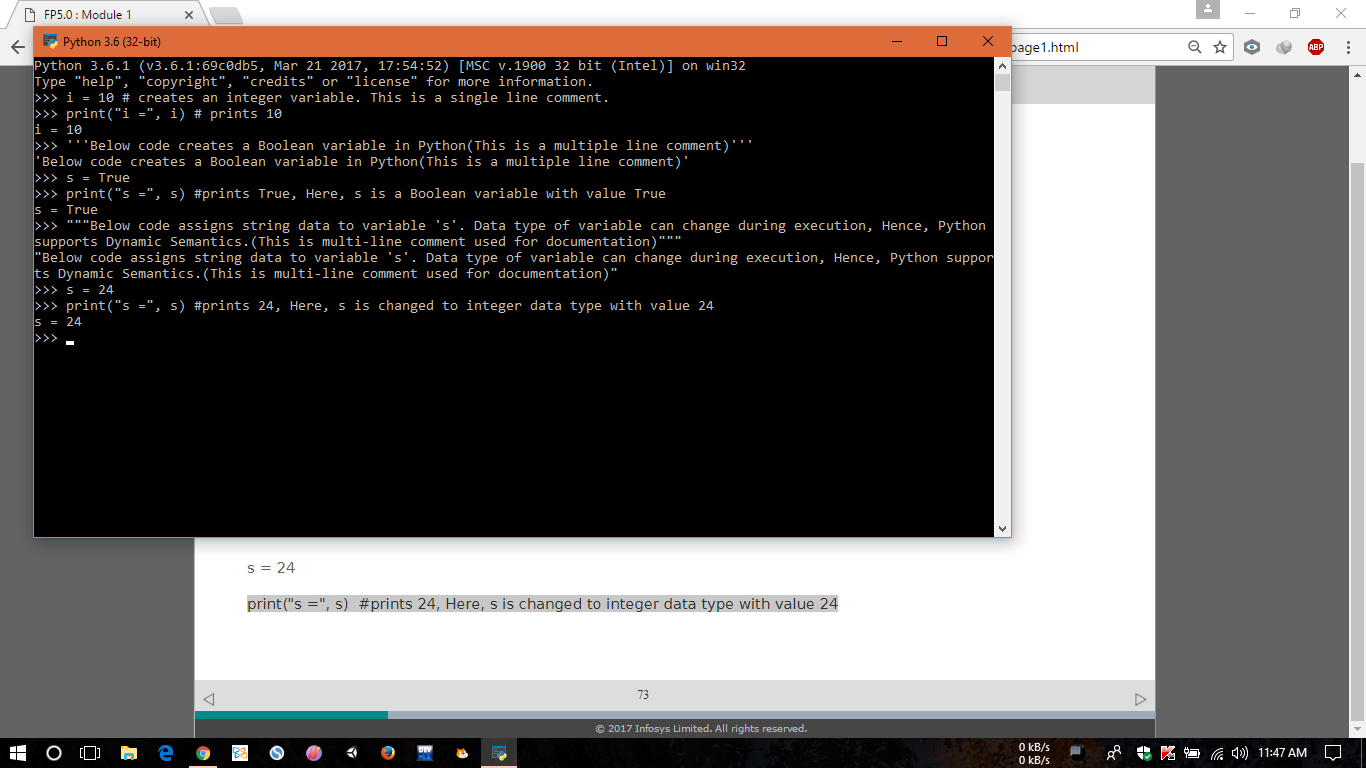 FP5.0 : Module 1
page1.html
ABP
Python 3.6 (32-bit)
Python 3.6.1 (v3.6.1:69c0db5, Mar 21 2017, 17:54:52) [MSC v.1900 32 bit (Intel)] on win32
Type "help", "copyright", "credits" or "license" for more information.
>>> i = 10 # creates an integer variable. This is a single line comment.
>>> print("i =", i) # prints 10
i = 10
>>> '''Below code creates a Boolean variable in Python(This is a multiple line comment)'''
'Below code creates a Boolean variable in Python(This is a multiple line comment)'
>>> s = True
>>> print("s =", s) #prints True, Here, s is a Boolean variable with value True
s = True
>>> """Below code assigns string data to variable 's'. Data type of variable can change during execution, Hence, Python
supports Dynamic Semantics.(This is multi-line comment used for documentation)"""
"Below code assigns string data to variable 's'. Data type of variable can change during execution, Hence, Python suppor
ts Dynamic Semantics.(This is multi-line comment used for documentation)"
>>> s = 24
>>> print("s =", s) #prints 24, Here, s is changed to integer data type with value 24
s = 24
>>>
s = 24
print("s =", s)  #prints 24, Here, s is changed to integer data type with value 24
73
© 2017 Infosys Limited. All rights reserved.
0 kB/s
0 kB/s
11:47 AM